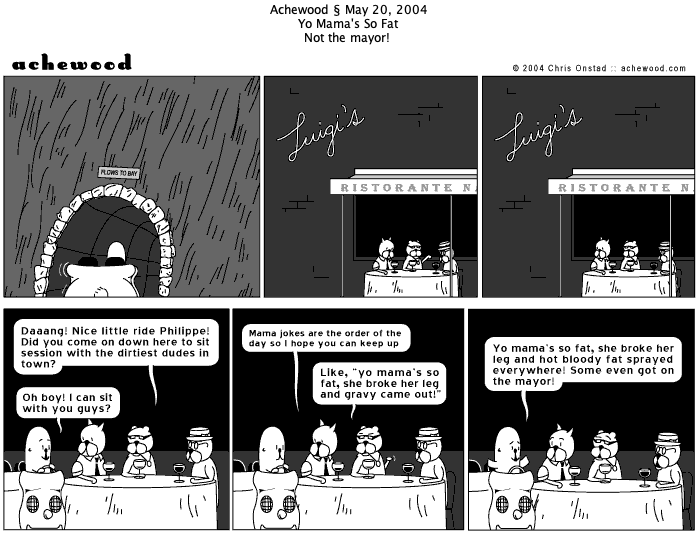 Achewood § May 20, 2004
Yo Mama's So Fat
Not the mayor!
achewood
© 2004 Chris Onstad :: achewood.com
FLOWS TO BAY
Luigi's
RISTORANTE N
Luigi's
RISTORANTE N
Daaang! Nice little ride Philippe!
Did you come on down here to sit
session with the dirtiest dudes in
town?
Oh boy! I can sit
with you guys?
Mama jokes are the order of the
day so I hope you can keep up
Like, "yo mama's so
fat, she broke her leg
and gravy came out!"
Yo mama's so fat, she broke her
leg and hot bloody fat sprayed
everywhere! Some even got on
the mayor!